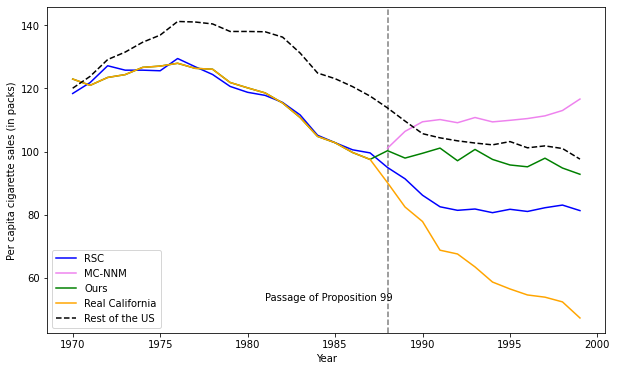 140
120
100
80
60
Per capita cigarette sales (in packs)
RSC
MC-NNM
Ours
Real California
Rest of the US
Passage of Proposition 99
1970
1975
1980
1985
1990
1995
2000
Year